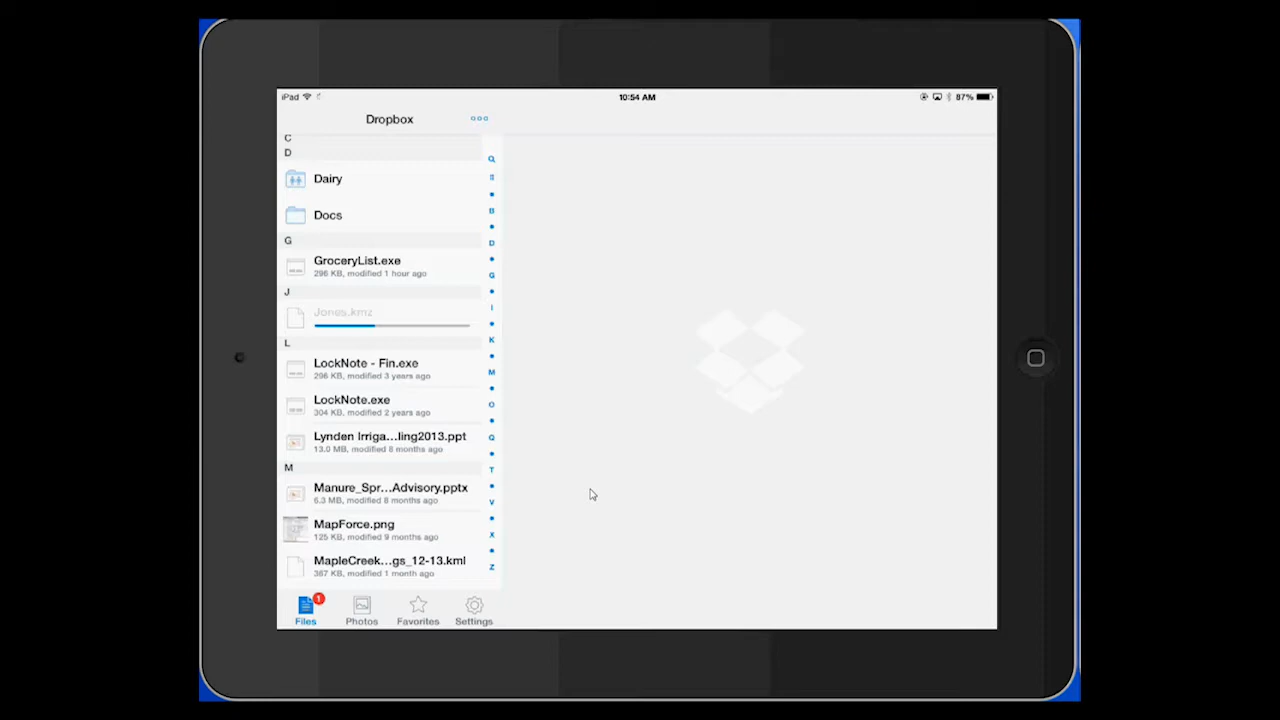 iPad
10:54 AM
87%
Dropbox
C
D
Dairy
Docs
G
GroceryList.exe
296 KB, modified 1 hour ago
J
Jones.kmz
L
LockNote - Fin.exe
296 KB, modified 3 years ago
LockNote.exe
304 KB, modified 2 years ago
Lynden Irriga...ling2013.ppt
13.0 MB, modified 8 months ago
M
Manure_Spr...Advisory.pptx
6.3 MB, modified 8 months ago
MapForce.png
125 KB, modified 9 months ago
MapleCreek...gs_12-13.kml
367 KB, modified 1 month ago
B
D
G
I
K
M
O
Q
T
V
X
Z
1
Files
Photos
Favorites
Settings